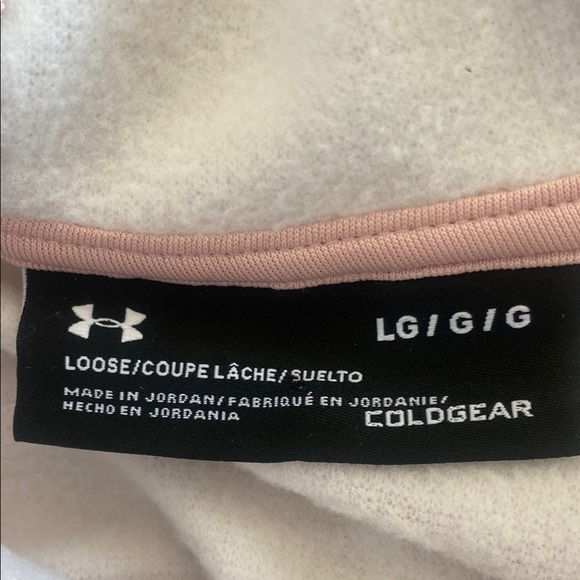 LG/G/G
LOOSE/COUPE LÂCHE/SUELTO
MADE IN JORDAN/FABRIQUÉ EN JORDANIE/
HECHO EN JORDANIA
COLDGEAR